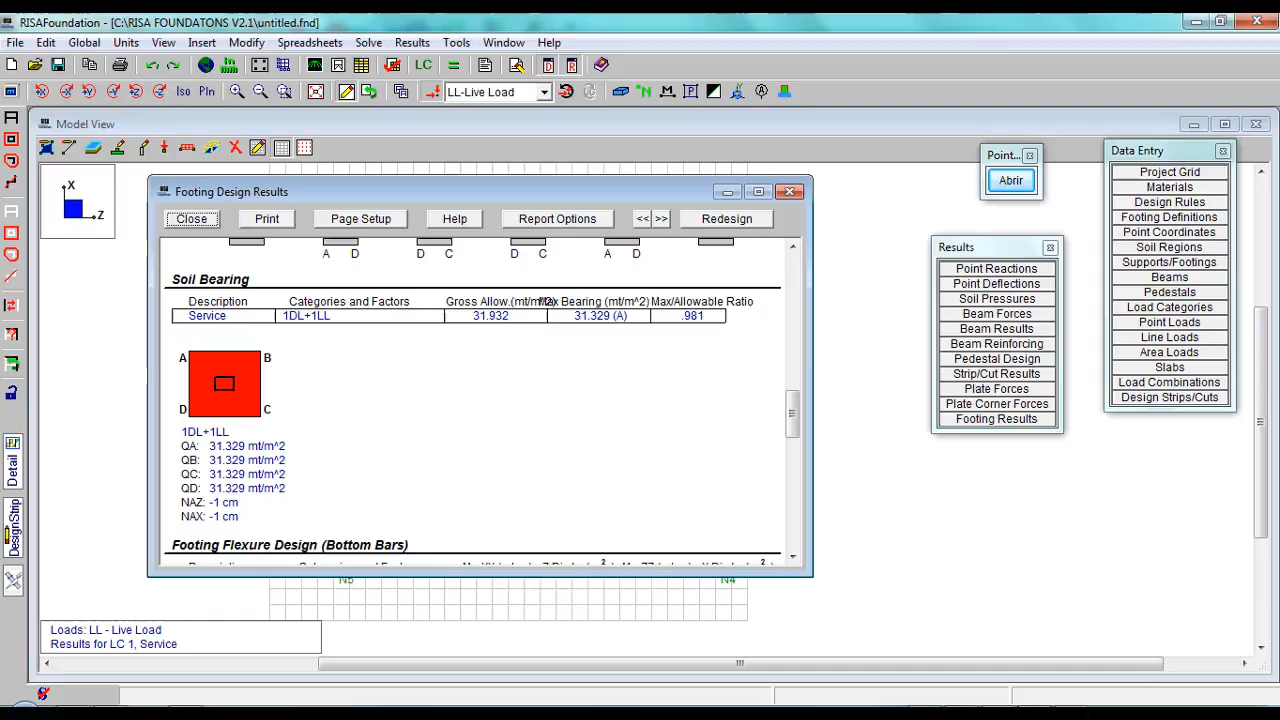 RISAFoundation - [C:\RISA FOUNDATONS V2.1\untitled.fnd]
File Edit Global Units View Insert Modify Spreadsheets Solve Results Tools Window Help
LC
Iso Pln LL-Live Load
Model View
X
Z
Footing Design Results
Close Print Page Setup Help Report Options << >> Redesign
A D D C D C A D
Soil Bearing
Description Categories and Factors Gross Allow.(mt/m^2) Max Bearing (mt/m^2) Max/Allowable Ratio
Service 1DL+1LL 31.932 31.329 (A) .981
A B
D C
1DL+1LL
QA: 31.329 mt/m^2
QB: 31.329 mt/m^2
QC: 31.329 mt/m^2
QD: 31.329 mt/m^2
NAZ: -1 cm
NAX: -1 cm
Footing Flexure Design (Bottom Bars)
N5 N4
Loads: LL - Live Load
Results for LC 1, Service
Point...
Abrir
Results
Point Reactions
Point Deflections
Soil Pressures
Beam Forces
Beam Results
Beam Reinforcing
Pedestal Design
Strip/Cut Results
Plate Forces
Plate Corner Forces
Footing Results
Data Entry
Project Grid
Materials
Design Rules
Footing Definitions
Point Coordinates
Soil Regions
Supports/Footings
Beams
Pedestals
Load Categories
Point Loads
Line Loads
Area Loads
Slabs
Load Combinations
Design Strips/Cuts
Detail
DesignStrip